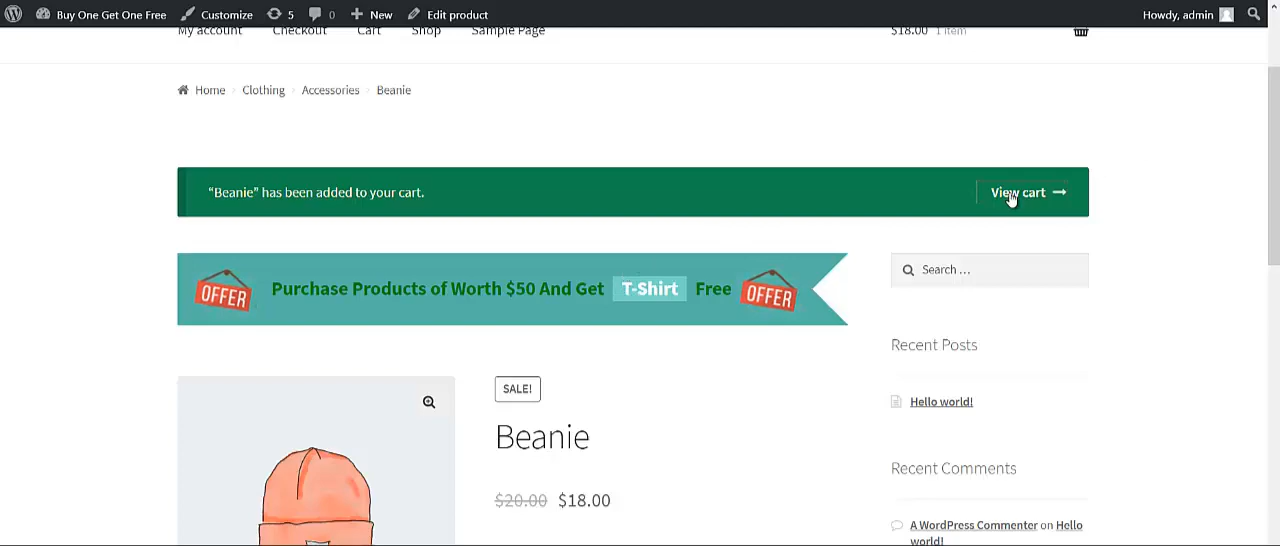 Buy One Get One Free Customize 5 0 New Edit product Howdy, admin
My account Checkout Cart Shop Sample Page $18.00 1 item
Home Clothing Accessories Beanie
“Beanie” has been added to your cart. View cart
OFFER Purchase Products of Worth $50 And Get T-Shirt Free OFFER
Search …
Recent Posts
SALE!
Hello world!
Beanie
Recent Comments
$20.00 $18.00
A WordPress Commenter on Hello
world!